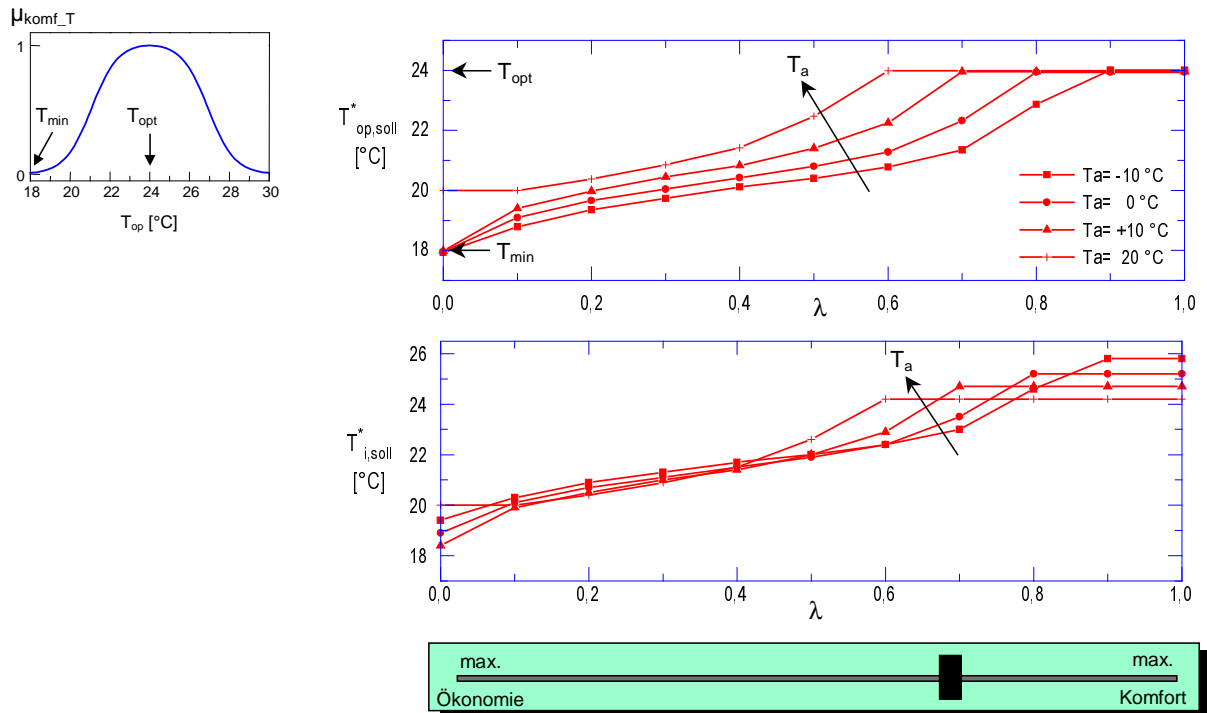 μkomf_T
1
0
Tmin
Topt
18 20 22 24 26 28 30
Top [°C]
24
22
20
18
T*op,soll
[°C]
Topt
Tmin
Ta
Ta= -10 °C
Ta= 0 °C
Ta= +10 °C
Ta= 20 °C
0,0 0,2 0,4 0,6 0,8 1,0
λ
26
24
22
20
18
T*i,soll
[°C]
Ta
0,0 0,2 0,4 0,6 0,8 1,0
λ
max. max.
Ökonomie Komfort